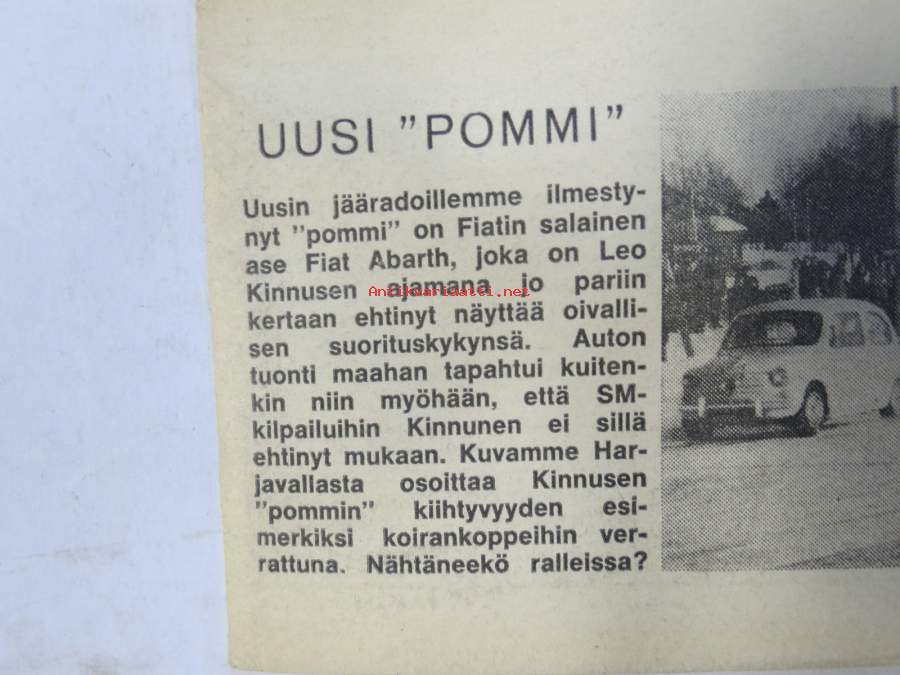 UUSI ”POMMI”
Uusin jääradoillemme ilmesty-
nyt ”pommi” on Fiatin salainen
ase Fiat Abarth, joka on Leo
Kinnusen ajamana jo pariin
Antikvariaatti.net
kertaan ehtinyt näyttää oivalli-
sen suorituskykynsä. Auton
tuonti maahan tapahtui kuiten-
kin niin myöhään, että SM-
kilpailuihin Kinnunen ei sillä
ehtinyt mukaan. Kuvamme Har-
javallasta osoittaa Kinnusen
”pommin” kiihtyvyyden esi-
merkiksi koirankoppeihin ver-
rattuna. Nähtäneekö ralleissa?